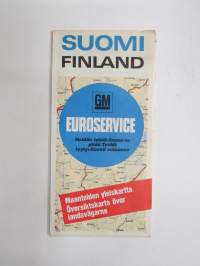 SUOMI
FINLAND
GM
EUROSERVICE
Maanteiden yleiskartta
Översiktskarta över
landsvägarna